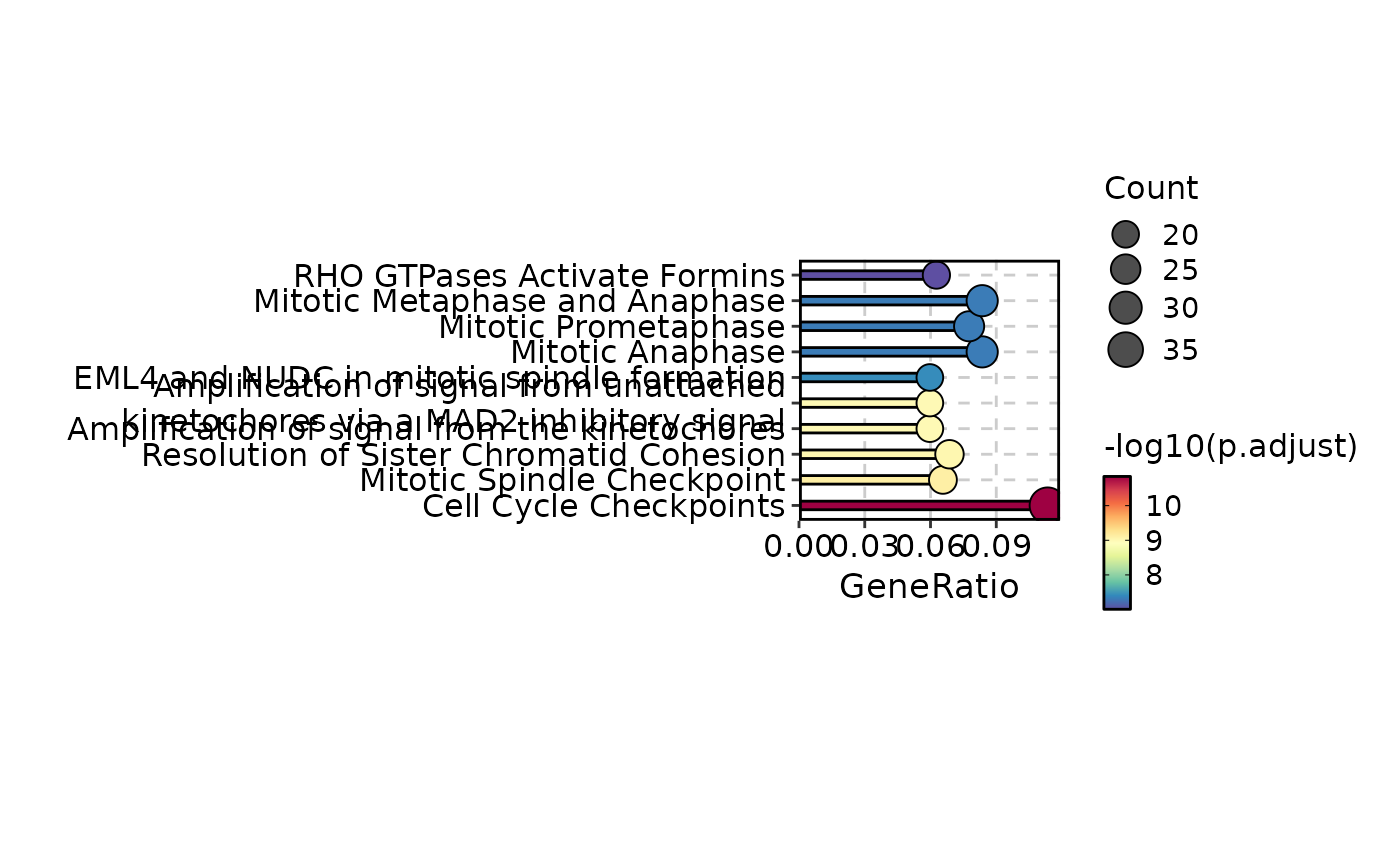 RHO GTPases Activate Formins
Mitotic Metaphase and Anaphase
Mitotic Prometaphase
Mitotic Anaphase
EML4 and NUDC in mitotic spindle formation
Amplification of signal from unattached
kinetochores via a MAD2 inhibitory signal
Amplification of signal from the kinetochores
Resolution of Sister Chromatid Cohesion
Mitotic Spindle Checkpoint
Cell Cycle Checkpoints
0.00 0.03 0.06 0.09
GeneRatio
Count
20
25
30
35
-log10(p.adjust)
10
9
8